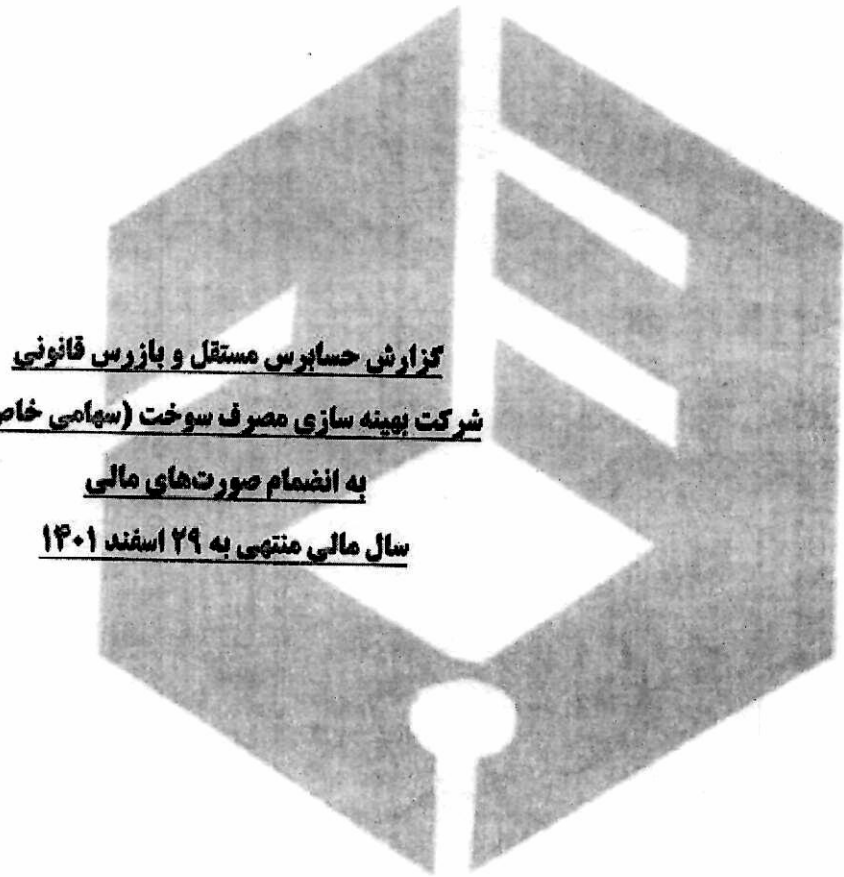 گزارش حسابرس مستقل و بازرس قانونی
شرکت بهینه سازی مصرف سوخت (سهامی خاص
به انضمام صورت‌های مالی
سال مالی منتهی به ۲۹ اسفند ۱۴۰۱